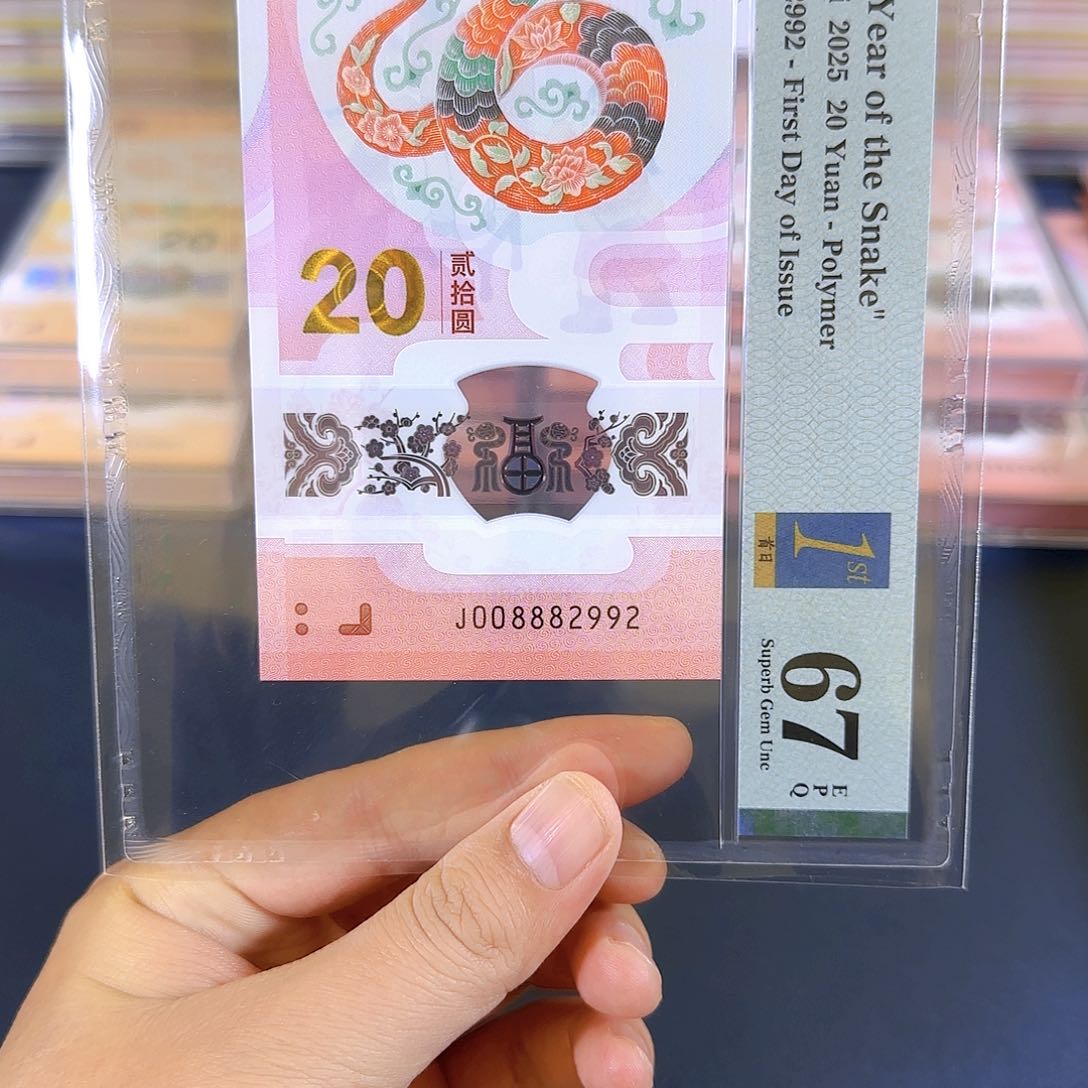 20
贰
拾
圆
J008882992
Year of the Snake"
2025 20 Yuan - Polymer
2992 - First Day of Issue
1st
首日
67
EPQ
Superb Gem Unc